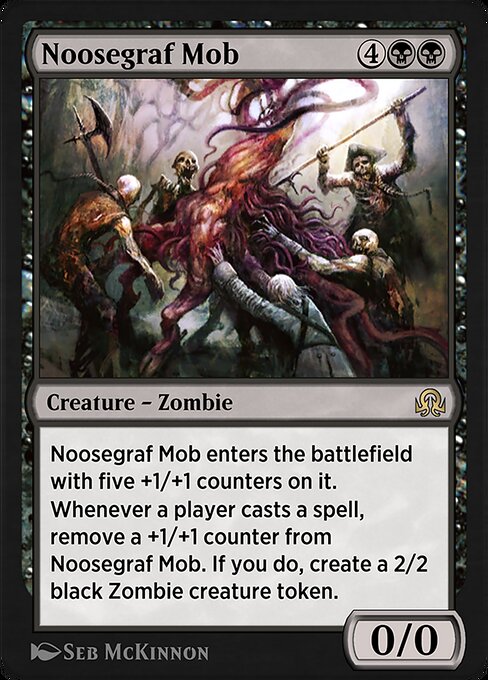 Noosegraf Mob 4
Creature – Zombie
Noosegraf Mob enters the battlefield
with five +1/+1 counters on it.
Whenever a player casts a spell,
remove a +1/+1 counter from
Noosegraf Mob. If you do, create a 2/2
black Zombie creature token.
0/0
Seb McKinnon